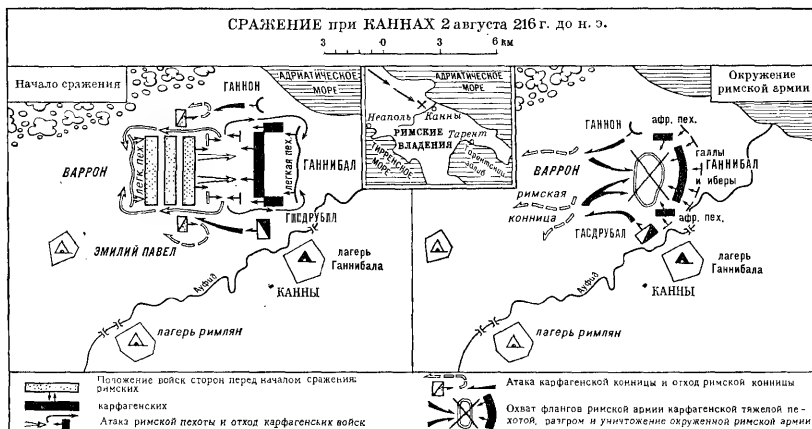 СРАЖЕНИЕ при КАННАХ 2 августа 216 г. до н. э.
3 0 3 6 км
Начало сражения
ГАННОН
АДРИАТИЧЕСКОЕ
МОРЕ
ВАРРОН
легк. пех.
легкая пех.
ГАННИБАЛ
ГАСДРУБАЛ
ЭМИЛИЙ ПАВЕЛ
лагерь
Ганнибала
Ауфид
КАННЫ
лагерь римлян
АДРИАТИЧЕСКОЕ
МОРЕ
Неаполь
Канны
РИМСКИЕ
ВЛАДЕНИЯ
Тарент
ТИРРЕНСКОЕ
МОРЕ
Тарентский
залив
Окружение
римской армии
ГАННОН
афр. пех.
ВАРРОН
галлы
ГАННИБАЛ
и иберы
римская
конница
афр. пех.
ГАСДРУБАЛ
лагерь
Ганнибала
Ауфид
КАННЫ
лагерь римлян
Положение войск сторон перед началом сражения:
римских
карфагенских
Атака римской пехоты и отход карфагенских войск
Атака карфагенской конницы и отход римской конницы
Охват флангов римской армии карфагенской тяжелой пе-
хотой, разгром и уничтожение окруженной римской армии